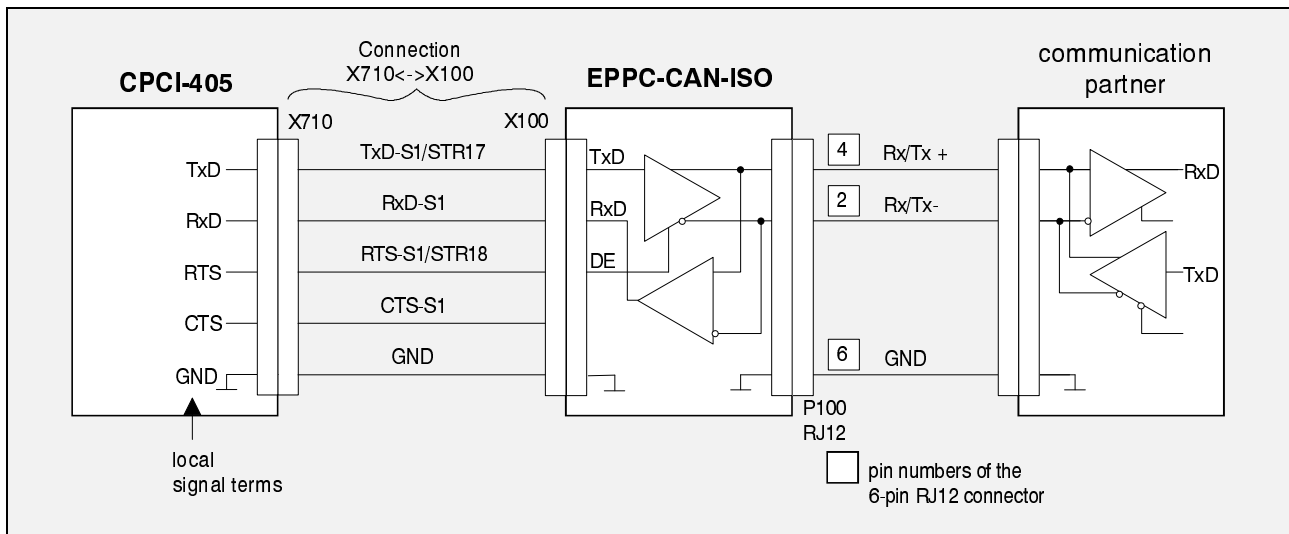 Connection
X710<->X100
CPCI-405
EPPC-CAN-ISO
communication
partner
X710
X100
TxD
TxD-S1/STR17
TxD
4
Rx/Tx +
RxD
RxD
RxD-S1
RxD
2
Rx/Tx-
RTS
RTS-S1/STR18
DE
TxD
CTS
CTS-S1
GND
GND
6
GND
P100
RJ12
local
signal terms
pin numbers of the
6-pin RJ12 connector